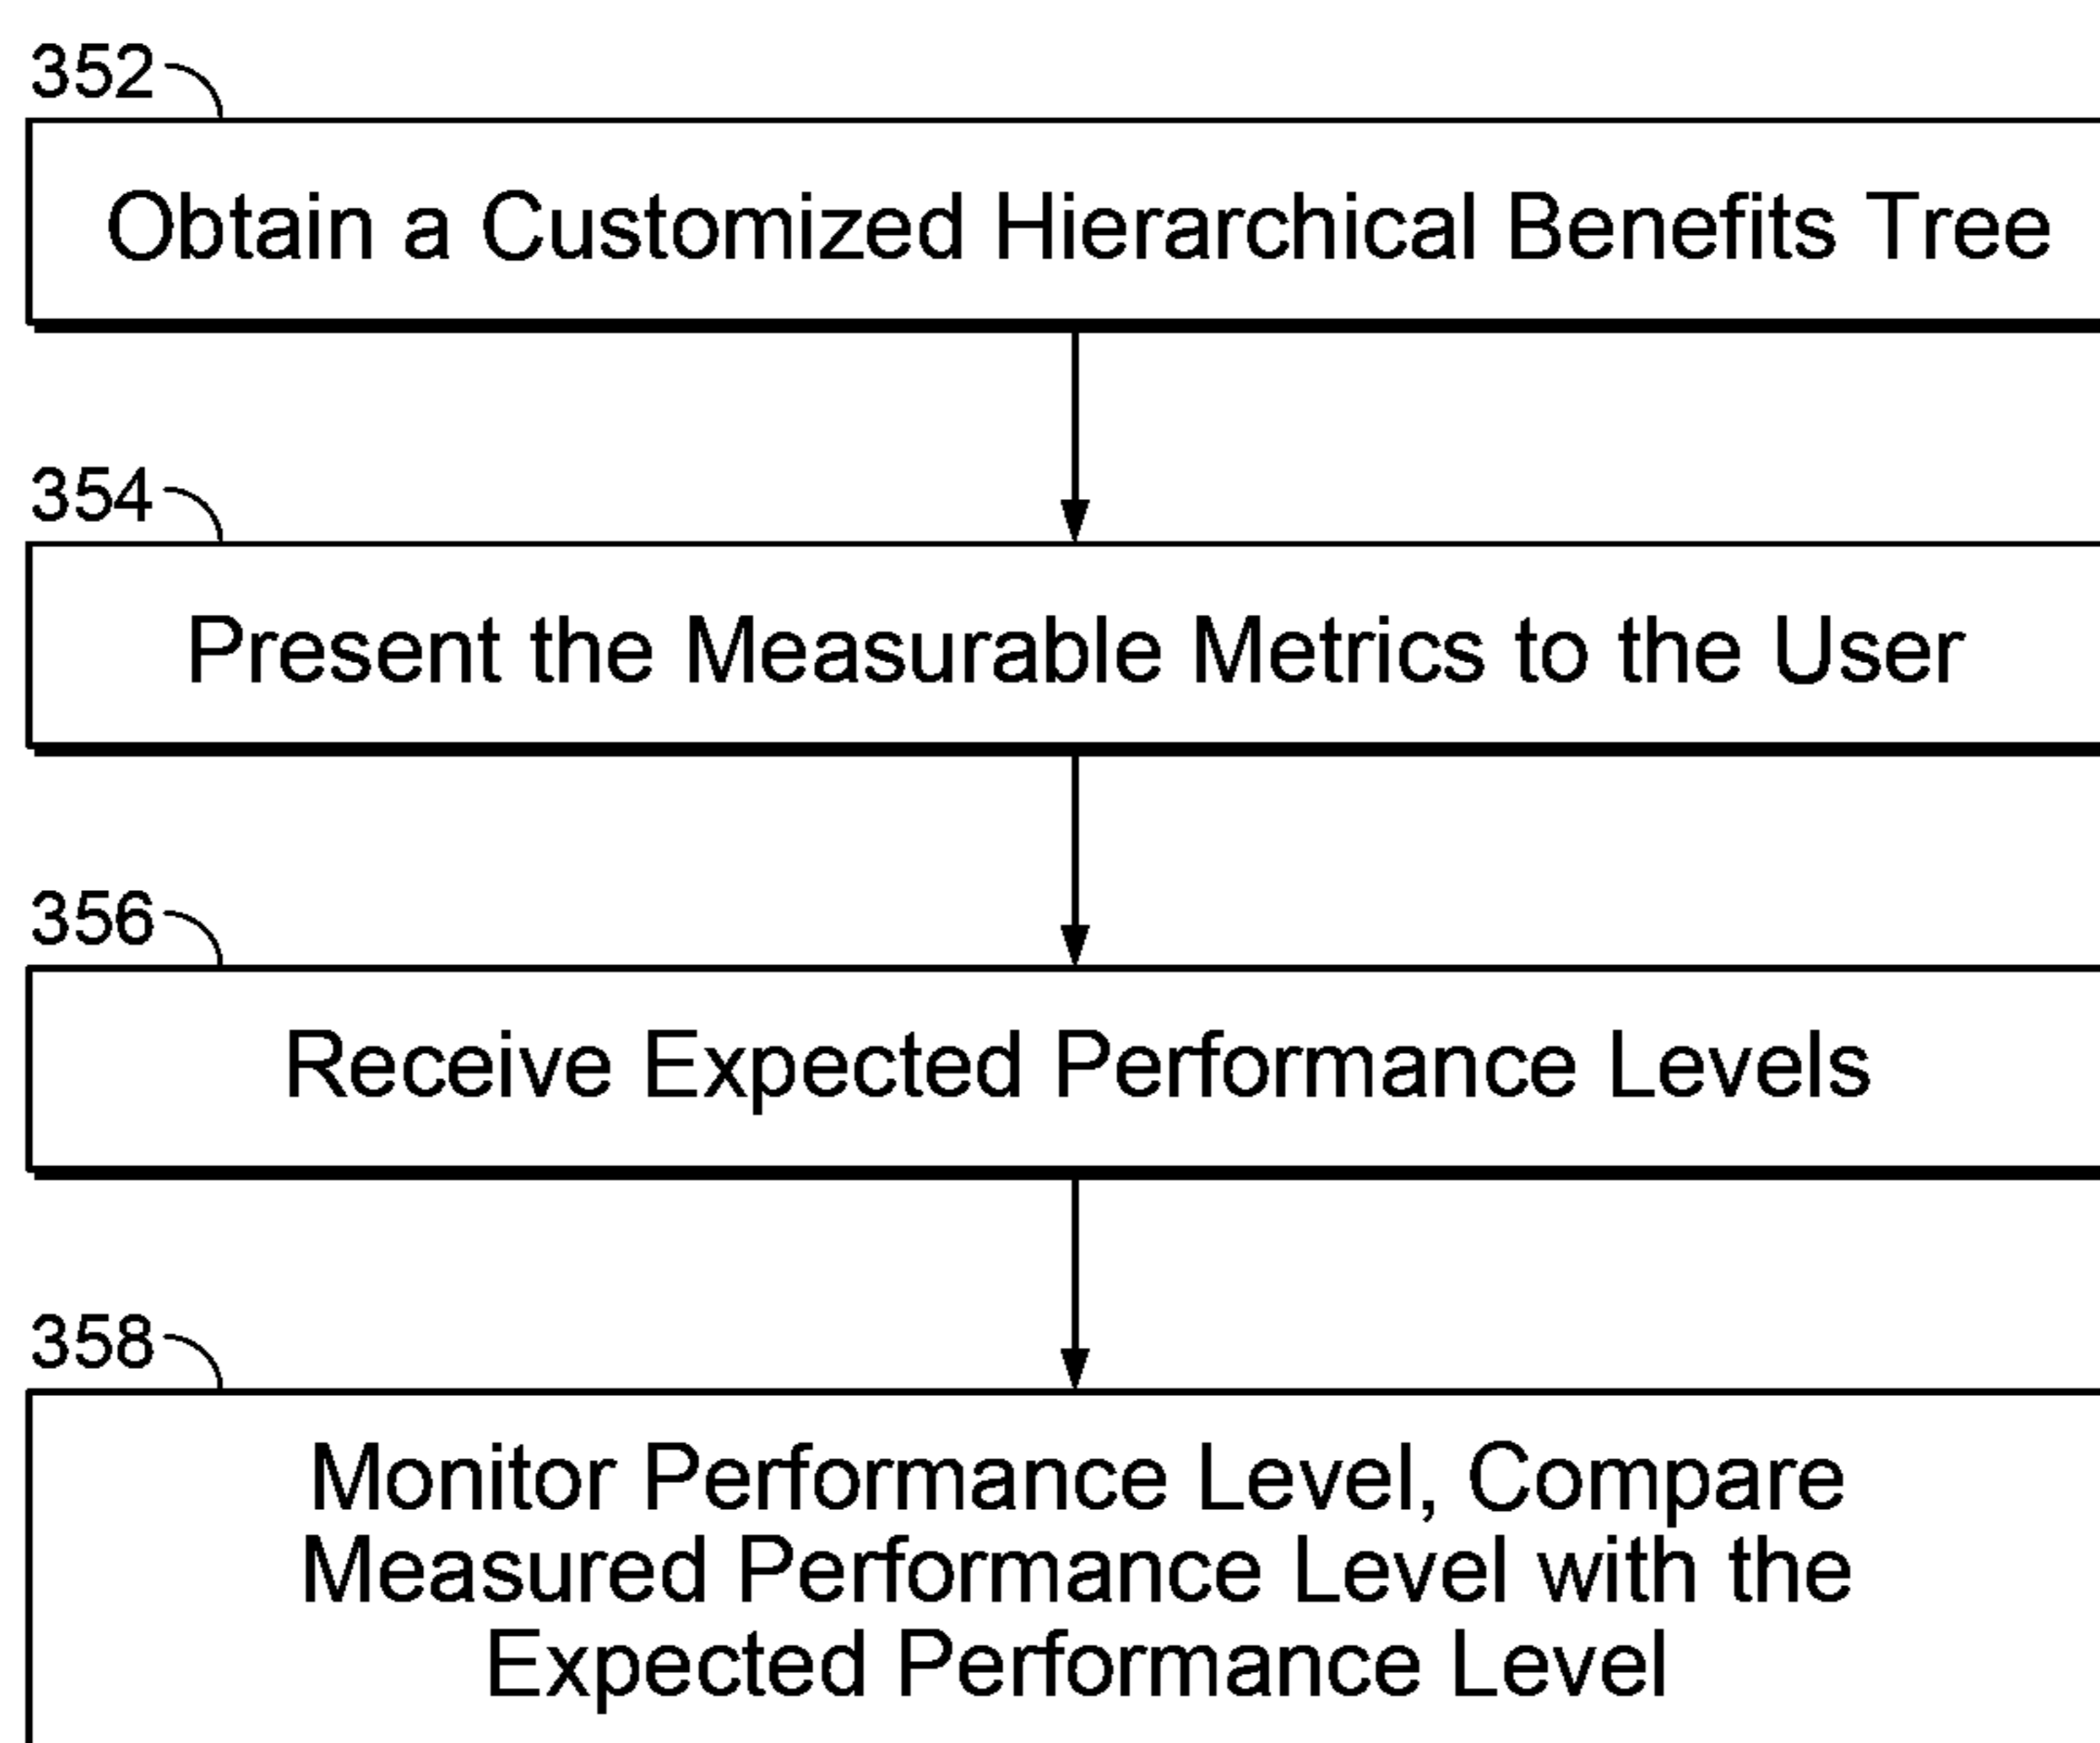 352
Obtain a Customized Hierarchical Benefits Tree
354
Present the Measurable Metrics to the User
356
Receive Expected Performance Levels
358
Monitor Performance Level, Compare
Measured Performance Level with the
Expected Performance Level